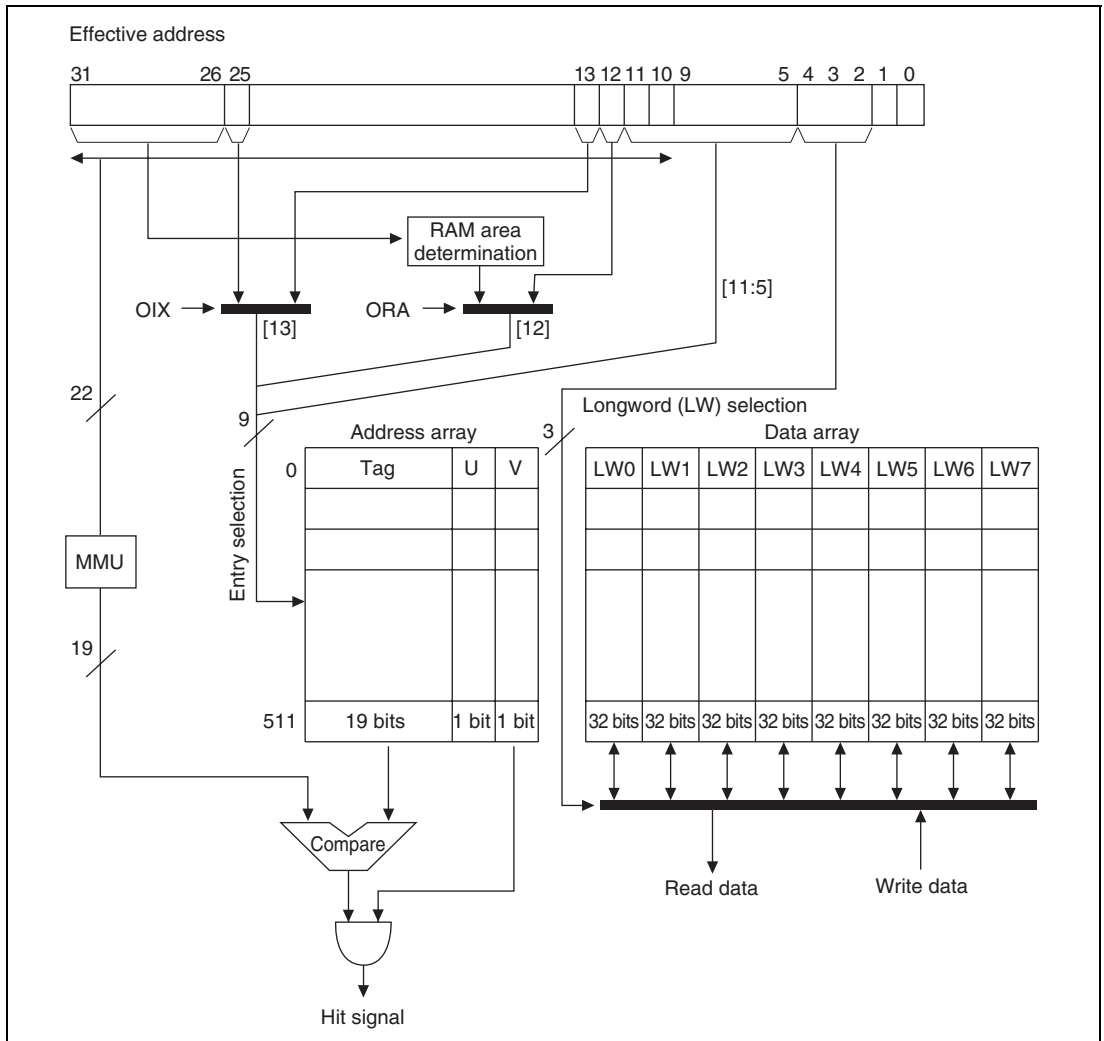 Effective address
31 26 25 13 12 11 10 9 5 4 3 2 1 0
RAM area
determination
[11:5]
OIX
[13]
ORA
[12]
22
9
Longword (LW) selection
3
Entry selection
Address array
Data array
0 Tag U V
LW0 LW1 LW2 LW3 LW4 LW5 LW6 LW7
MMU
19
511 19 bits 1 bit 1 bit
32 bits 32 bits 32 bits 32 bits 32 bits 32 bits 32 bits 32 bits
Compare
Read data
Write data
Hit signal